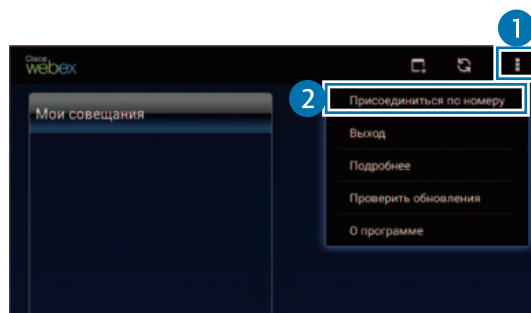 1
Cisco
webex
2
Присоединиться по номеру
Мои совещания
Выход
Подробнее
Проверить обновления
О программе